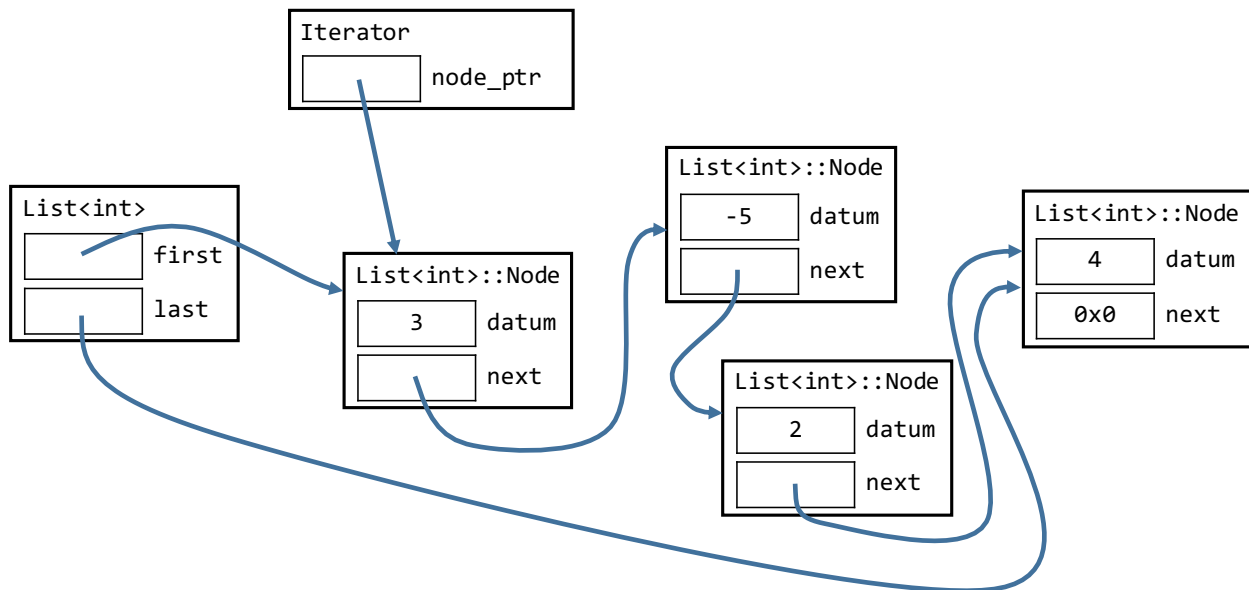 Iterator
node_ptr
List<int>
first
last
List<int>::Node
3 datum
next
List<int>::Node
-5 datum
next
List<int>::Node
2 datum
next
List<int>::Node
4 datum
0x0 next